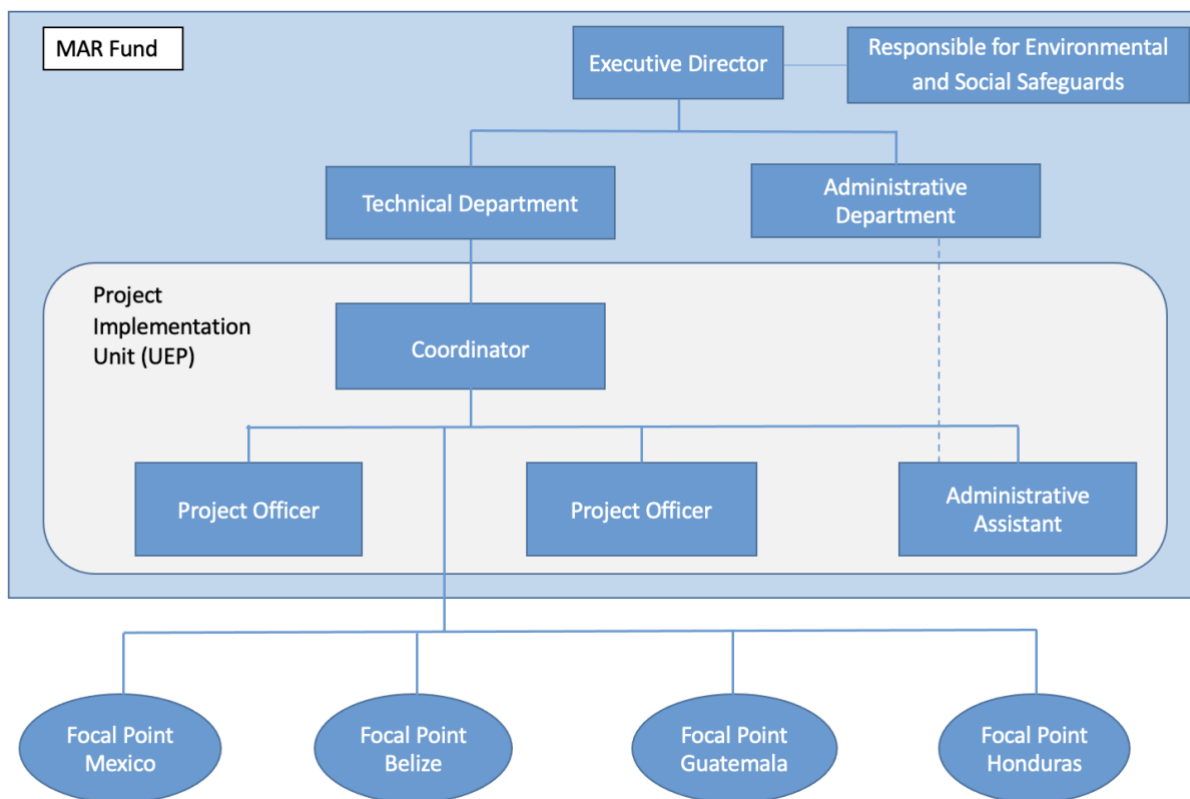 MAR Fund
Executive Director
Responsible for Environmental
and Social Safeguards
Technical Department
Administrative
Department
Project
Implementation
Unit (UEP)
Coordinator
Project Officer
Project Officer
Administrative
Assistant
Focal Point
Mexico
Focal Point
Belize
Focal Point
Guatemala
Focal Point
Honduras